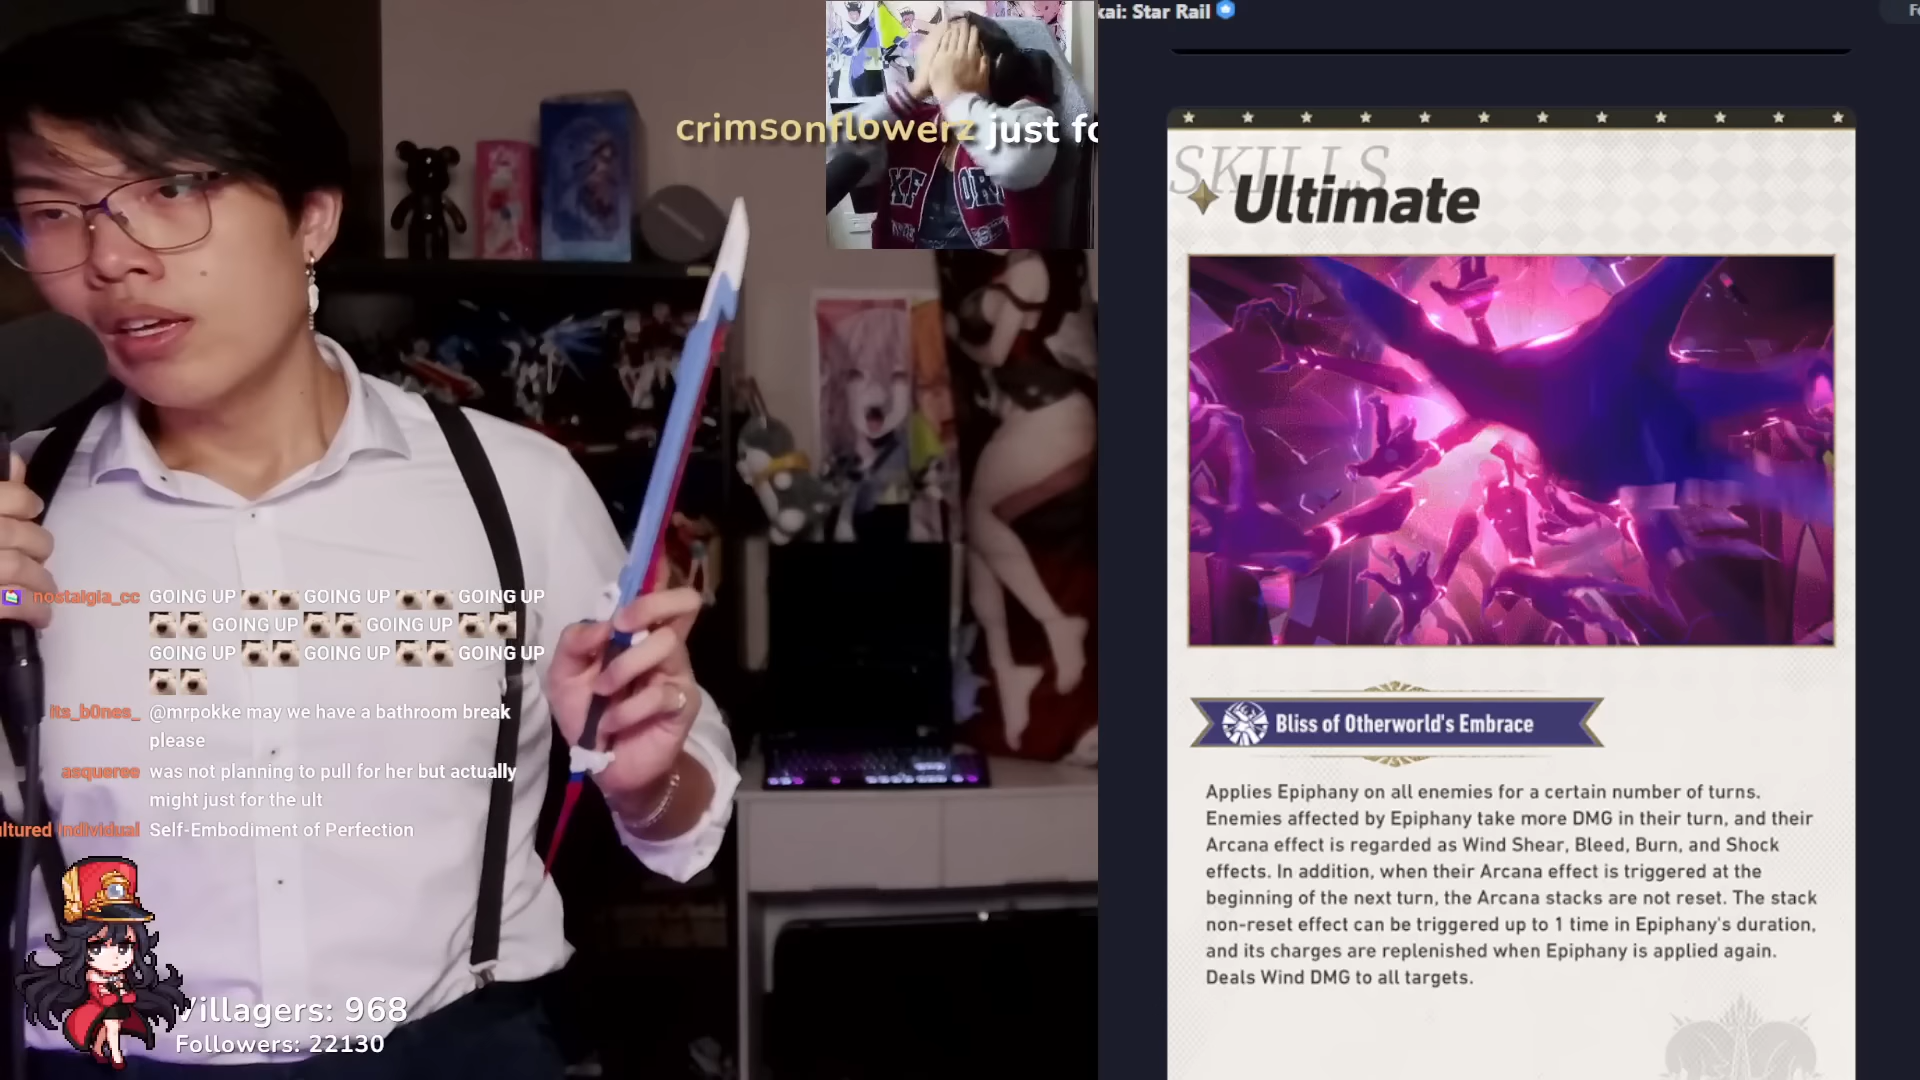 kai: Star Rail
crimsonflowerz just fo
SKILLS
Ultimate
Bliss of Otherworld's Embrace
Applies Epiphany on all enemies for a certain number of turns.
Enemies affected by Epiphany take more DMG in their turn, and their
Arcana effect is regarded as Wind Shear, Bleed, Burn, and Shock
effects. In addition, when their Arcana effect is triggered at the
beginning of the next turn, the Arcana stacks are not reset. The stack
non-reset effect can be triggered up to 1 time in Epiphany's duration,
and its charges are replenished when Epiphany is applied again.
Deals Wind DMG to all targets.
nostalgia_cc GOING UP GOING UP GOING UP
GOING UP GOING UP
GOING UP GOING UP GOING UP
its_b0nes_ @mrpokke may we have a bathroom break
please
asqueree was not planning to pull for her but actually
might just for the ult
ltured Individual Self-Embodiment of Perfection
Villagers: 968
Followers: 22130